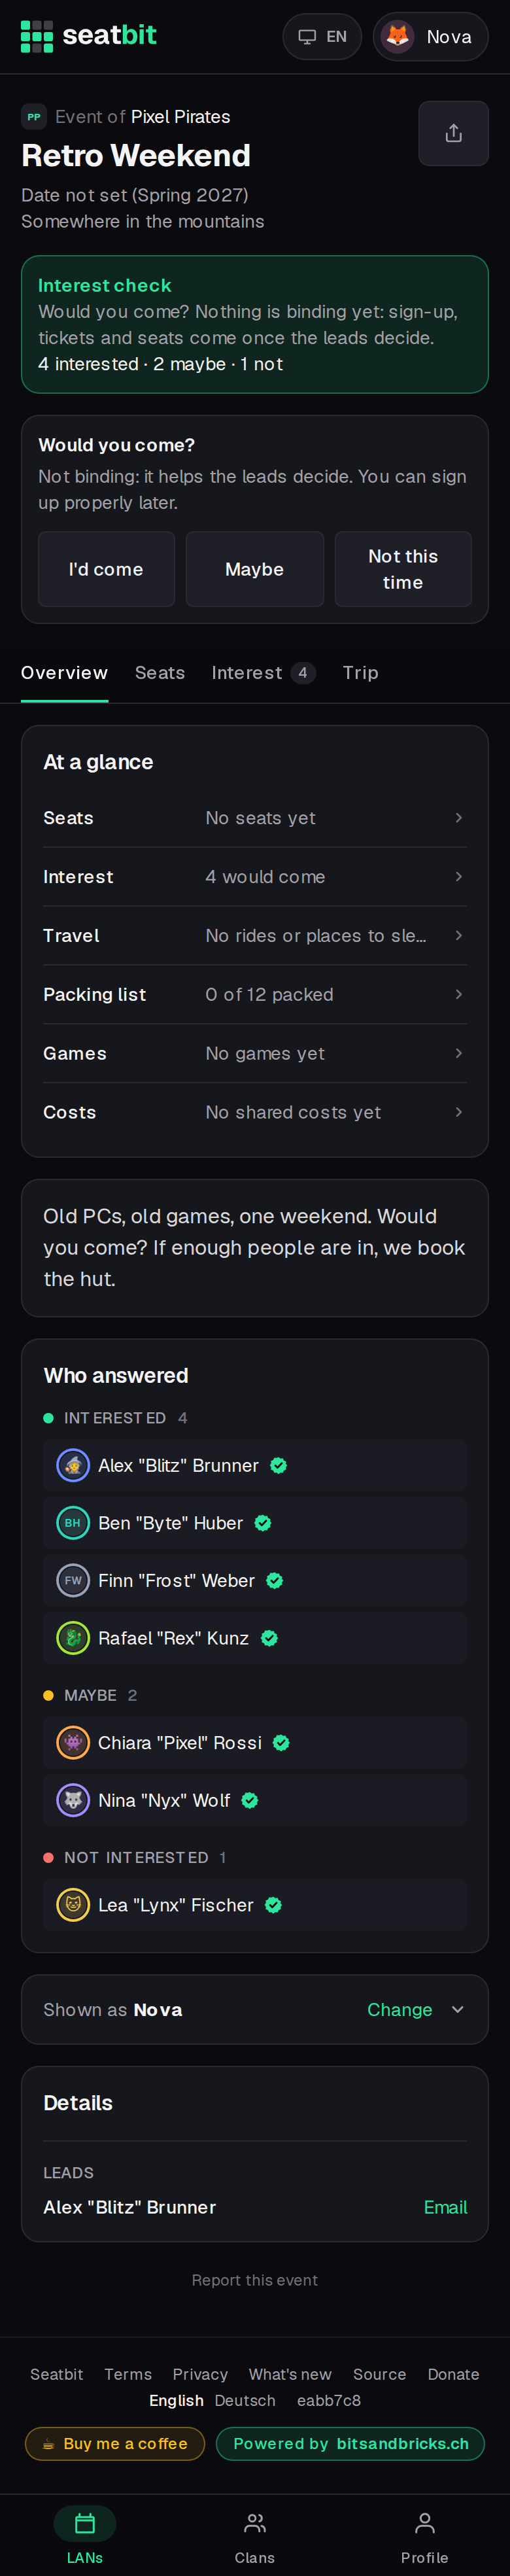 seatbit
EN
Nova
PP Event of Pixel Pirates
Retro Weekend
Date not set (Spring 2027)
Somewhere in the mountains
Interest check
Would you come? Nothing is binding yet: sign-up,
tickets and seats come once the leads decide.
4 interested · 2 maybe · 1 not
Would you come?
Not binding: it helps the leads decide. You can sign
up properly later.
I'd come
Maybe
Not this
time
Overview Seats Interest 4 Trip
At a glance
Seats No seats yet
Interest 4 would come
Travel No rides or places to sle…
Packing list 0 of 12 packed
Games No games yet
Costs No shared costs yet
Old PCs, old games, one weekend. Would
you come? If enough people are in, we book
the hut.
Who answered
INTERESTED 4
Alex "Blitz" Brunner
BH Ben "Byte" Huber
FW Finn "Frost" Weber
Rafael "Rex" Kunz
MAYBE 2
Chiara "Pixel" Rossi
Nina "Nyx" Wolf
NOT INTERESTED 1
Lea "Lynx" Fischer
Shown as Nova Change
Details
LEADS
Alex "Blitz" Brunner Email
Report this event
Seatbit Terms Privacy What's new Source Donate
English Deutsch eabb7c8
Buy me a coffee Powered by bitsandbricks.ch
LANs Clans Profile